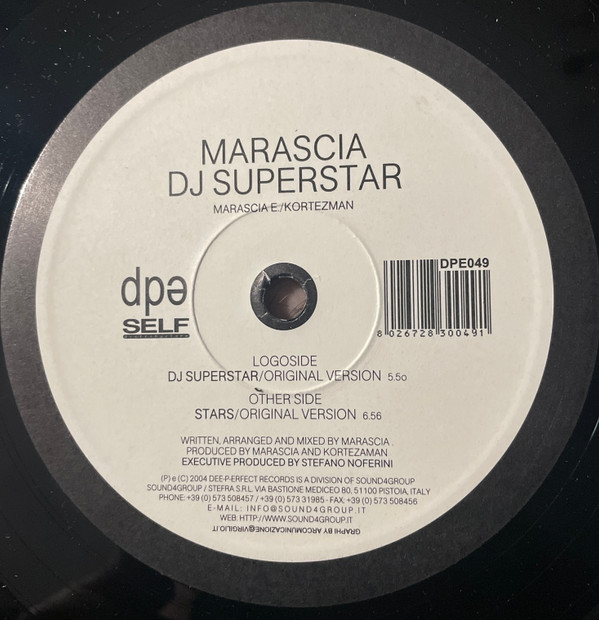 MARASCIA
DJ SUPERSTAR
MARASCIA E./KORTEZMAN
dpe
SELF
DPE049
8 026728 300491
LOGOSIDE
DJ SUPERSTAR/ORIGINAL VERSION 5.5o
OTHER SIDE
STARS/ORIGINAL VERSION 6.56
WRITTEN, ARRANGED AND MIXED BY MARASCIA .
PRODUCED BY MARASCIA AND KORTEZAMAN
EXECUTIVE PRODUCED BY STEFANO NOFERINI
(P) e (C) 2004 DEE-P-ERFECT RECORDS IS A DIVISION OF SOUND4GROUP
SOUND4GROUP / STEFRA S.R.L. VIA BASTIONE MEDICEO 80, 51100 PISTOIA, ITALY
PHONE: +39 (0) 573 508457 / +39 (0) 573 31985 - FAX: +39 (0) 573 508456
E-MAIL: INFO@SOUND4GROUP.IT
WEB: HTTP://WWW.SOUND4GROUP.IT
GRAPHI BY ARCOMUNICAZIONE@VIRGILIO.IT